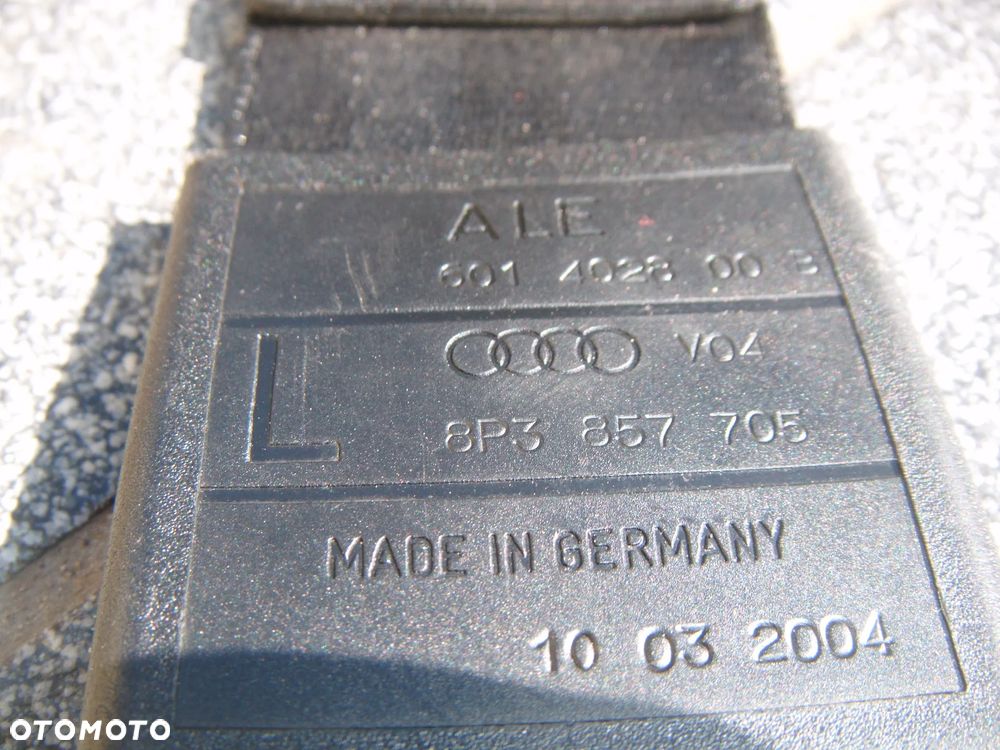 ALE
601 4028 00 B
L
V04
8P3 857 705
MADE IN GERMANY
10 03 2004
OTOMOTO